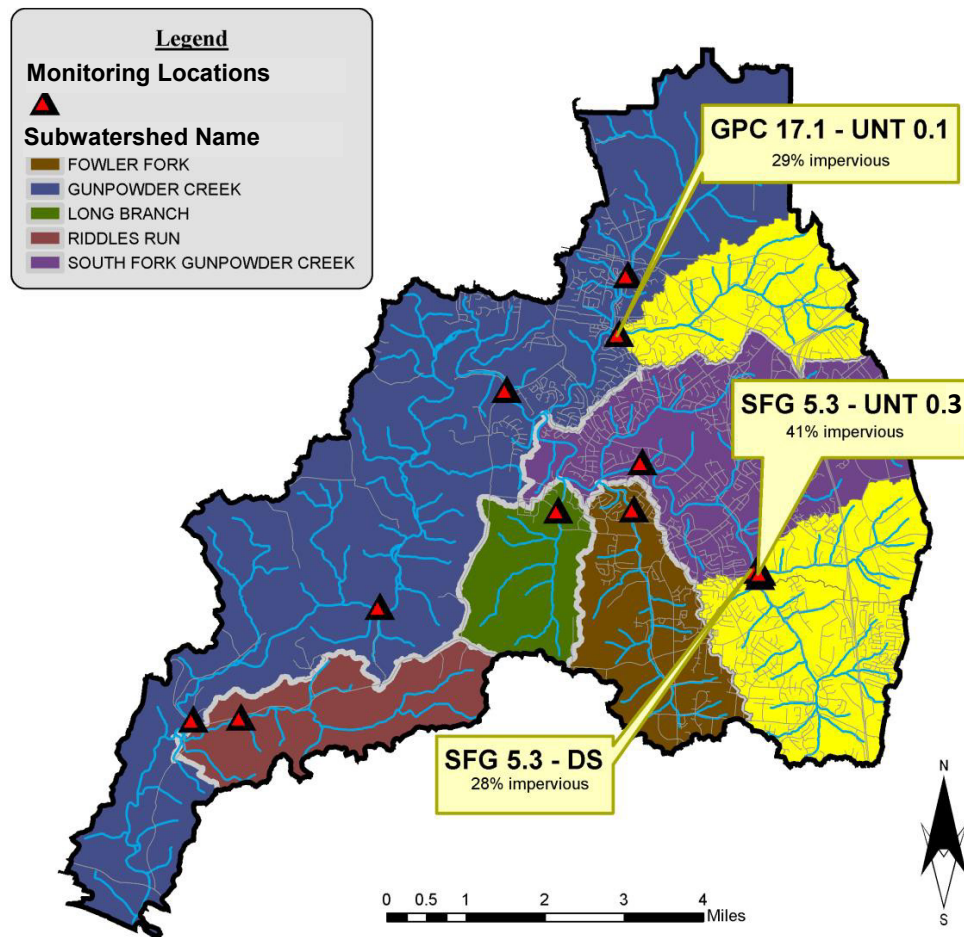 Legend
Monitoring Locations
Subwatershed Name
FOWLER FORK
GUNPOWDER CREEK
LONG BRANCH
RIDDLES RUN
SOUTH FORK GUNPOWDER CREEK
GPC 17.1 - UNT 0.1
29% impervious
SFG 5.3 - UNT 0.3
41% impervious
SFG 5.3 - DS
28% impervious
N
S
0 0.5 1 2 3 4
Miles